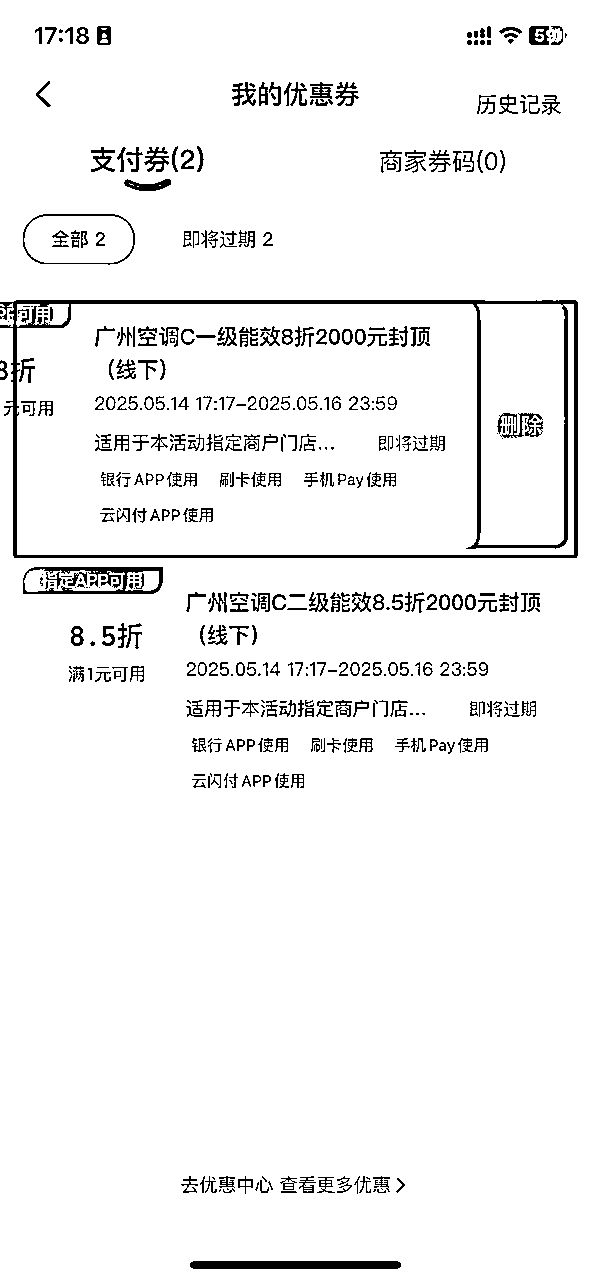 17:18
我的优惠券
历史记录
支付券(2)
商家券码(0)
全部 2
即将过期 2
可用
折
元可用
广州空调C一级能效8折2000元封顶
（线下）
2025.05.14 17:17-2025.05.16 23:59
适用于本活动指定商户门店... 即将过期
银行APP使用 刷卡使用 手机Pay使用
云闪付APP使用
删除
指定APP可用
8.5折
满1元可用
广州空调C二级能效8.5折2000元封顶
（线下）
2025.05.14 17:17-2025.05.16 23:59
适用于本活动指定商户门店... 即将过期
银行APP使用 刷卡使用 手机Pay使用
云闪付APP使用
去优惠中心 查看更多优惠